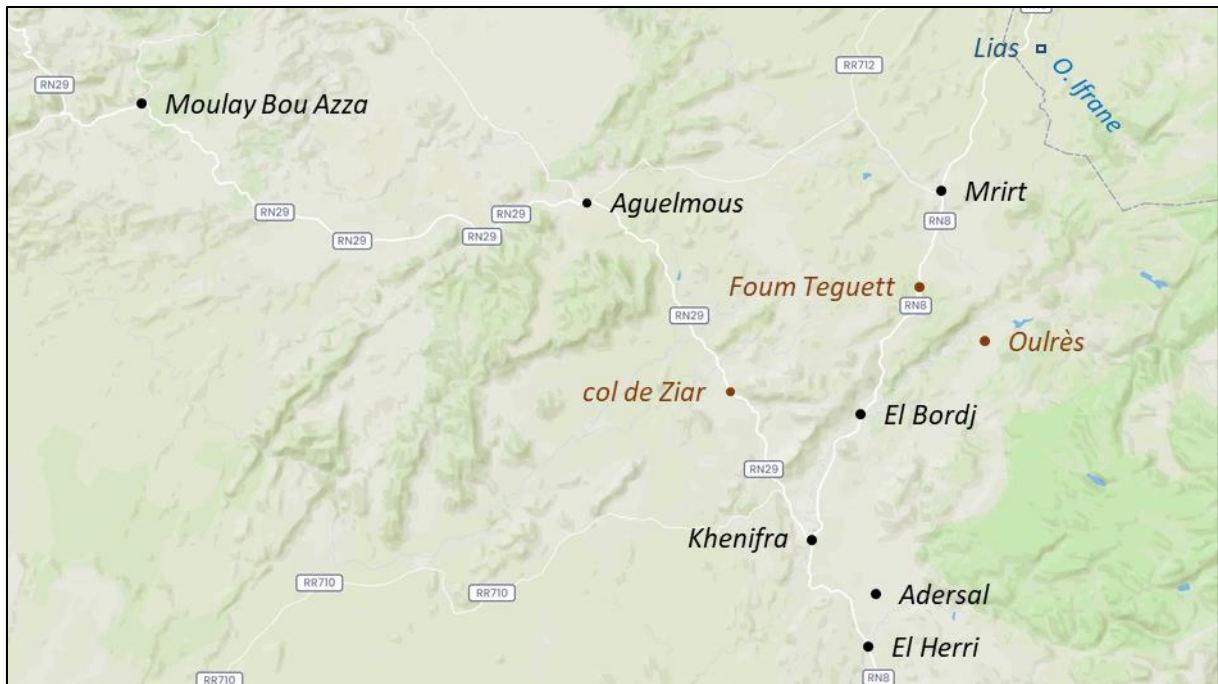 Lias
O. Ifrane
RR712
RN29
Moulay Bou Azza
Mrirt
Aguelmous
RN29
RN29
RN8
RN29
RN29
Foum Teguett
RN8
RN29
Oulrès
col de Ziar
El Bordj
RN29
Khenifra
RR710
RR710
Adersal
El Herri
RR710
RN8